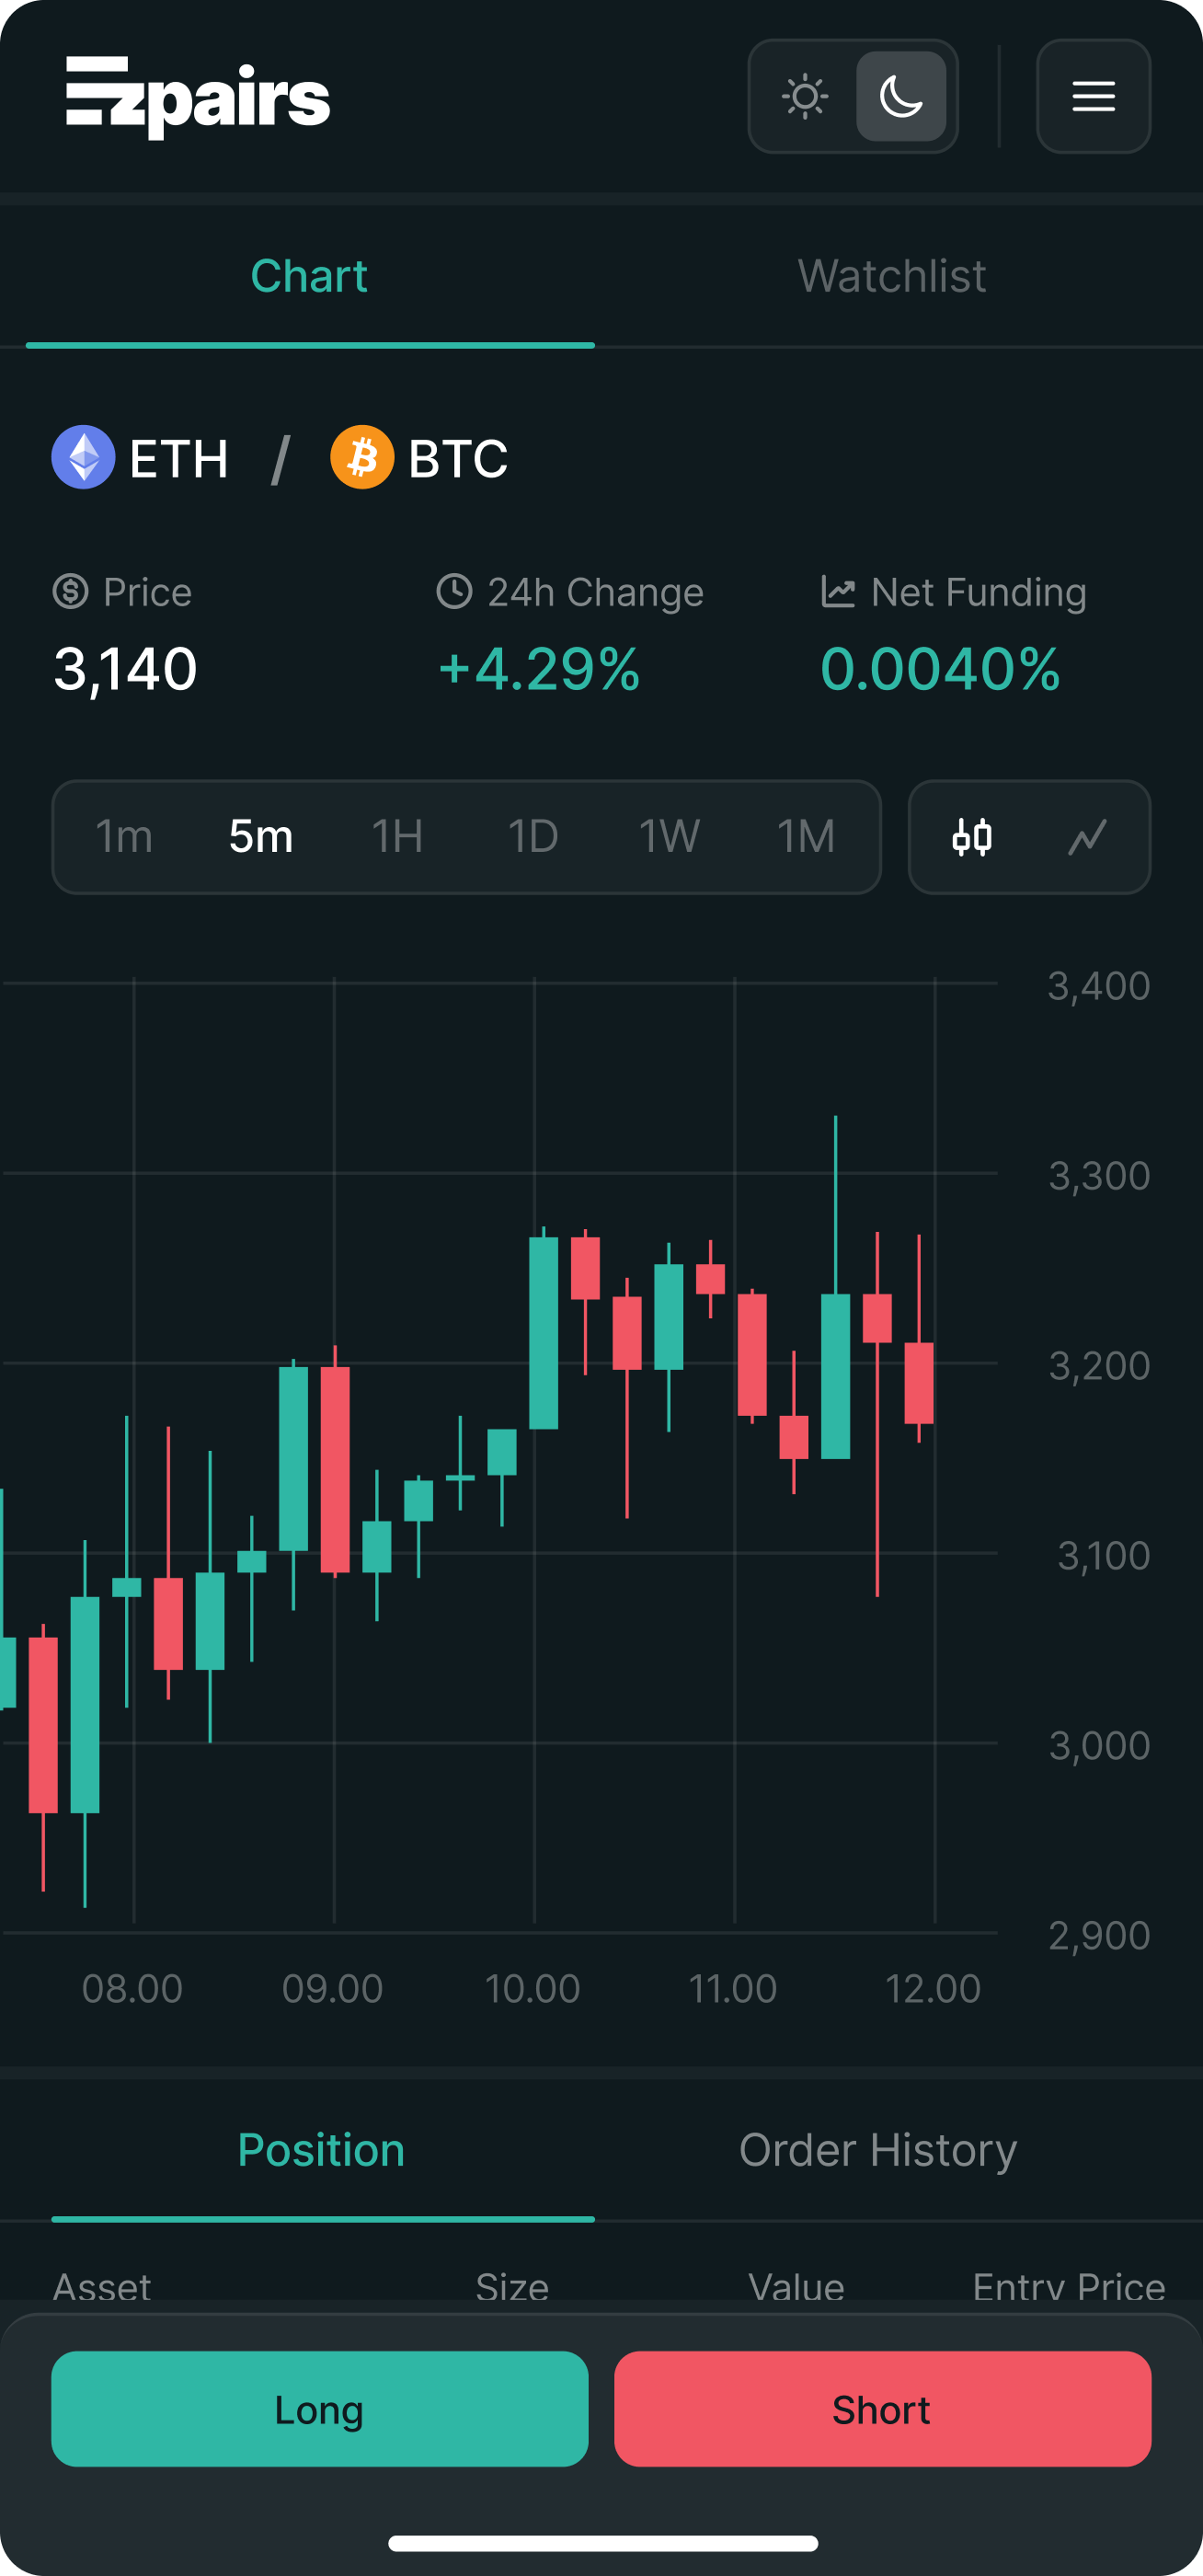 Ezpairs
Chart Watchlist
ETH / BTC
Price 24h Change Net Funding
3,140 +4.29% 0.0040%
1m 5m 1H 1D 1W 1M
3,400
3,300
3,200
3,100
3,000
2,900
08.00 09.00 10.00 11.00 12.00
Position Order History
Asset Size Value Entry Price
Long Short